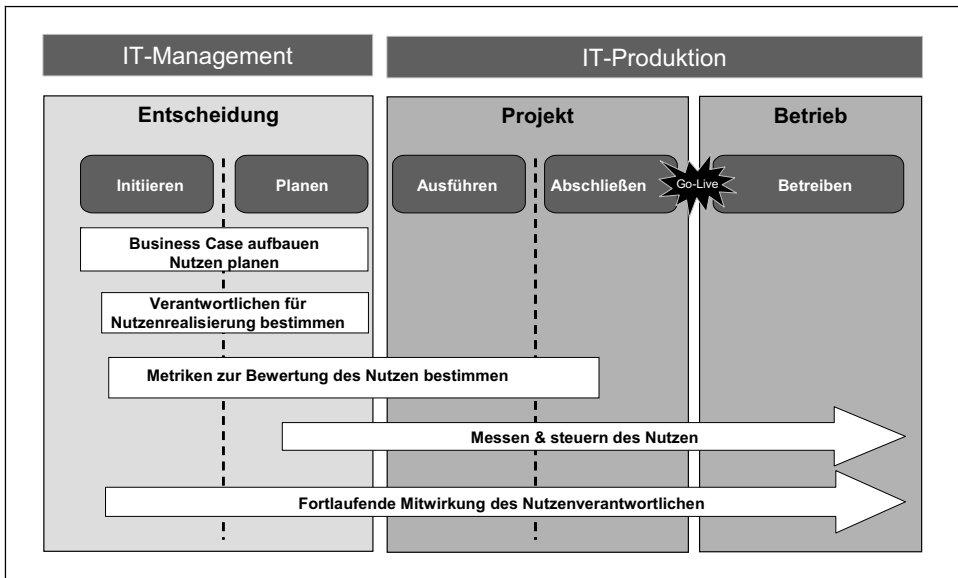 IT-Management
IT-Produktion
Entscheidung
Projekt
Betrieb
Initiieren
Planen
Ausführen
Abschließen
Go-Live
Betreiben
Business Case aufbauen
Nutzen planen
Verantwortlichen für
Nutzenrealisierung bestimmen
Metriken zur Bewertung des Nutzen bestimmen
Messen & steuern des Nutzen
Fortlaufende Mitwirkung des Nutzenverantwortlichen